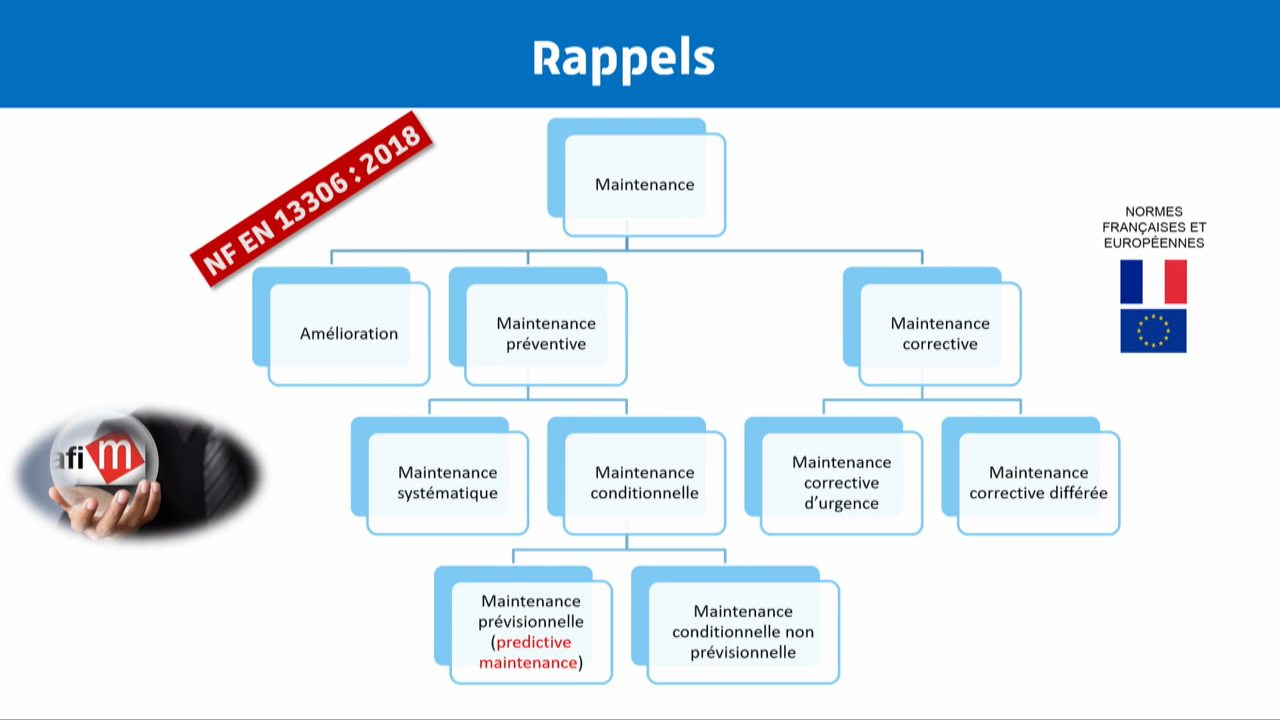 Rappels
NF EN 13306 : 2018
Maintenance
NORMES
FRANÇAISES ET
EUROPÉENNES
Amélioration
Maintenance
préventive
Maintenance
corrective
afim
Maintenance
systématique
Maintenance
conditionnelle
Maintenance
corrective
d’urgence
Maintenance
corrective différée
Maintenance
prévisionnelle
(predictive
maintenance)
Maintenance
conditionnelle non
prévisionnelle